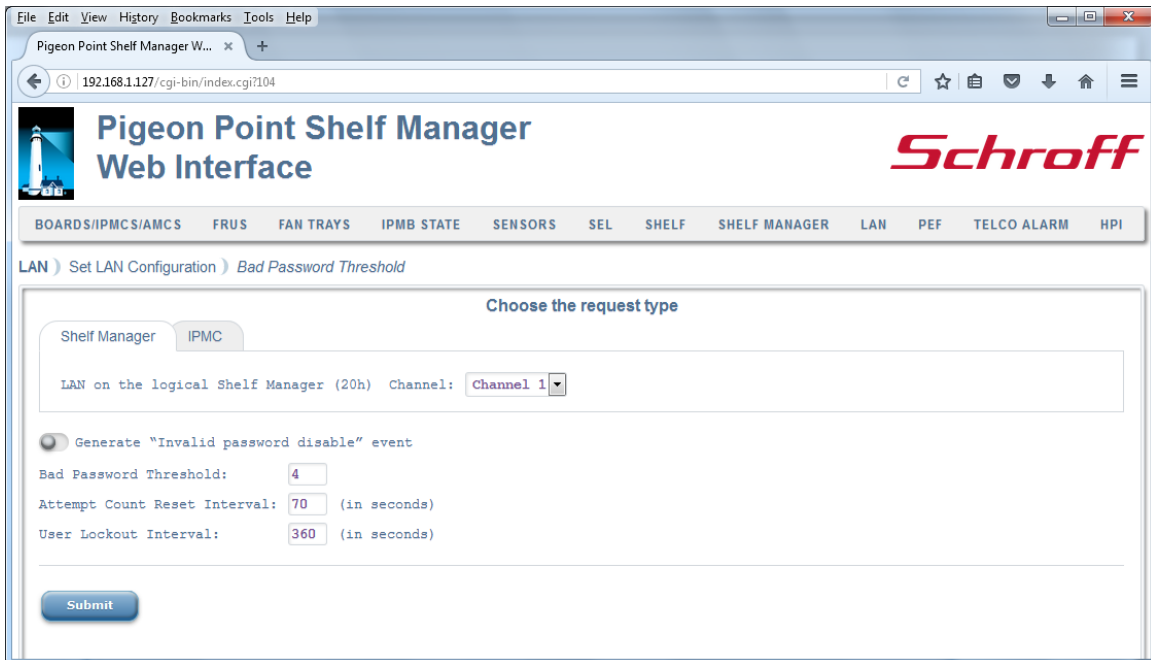 File Edit View History Bookmarks Tools Help
Pigeon Point Shelf Manager W... × +
192.168.1.127/cgi-bin/index.cgi?104
Pigeon Point Shelf Manager
Web Interface
Schroff
BOARDS/IPMCS/AMCS FRUS FAN TRAYS IPMB STATE SENSORS SEL SHELF SHELF MANAGER LAN PEF TELCO ALARM HPI
LAN ) Set LAN Configuration ) Bad Password Threshold
Choose the request type
Shelf Manager IPMC
LAN on the logical Shelf Manager (20h) Channel: Channel 1
Generate “Invalid password disable” event
Bad Password Threshold: 4
Attempt Count Reset Interval: 70 (in seconds)
User Lockout Interval: 360 (in seconds)
Submit